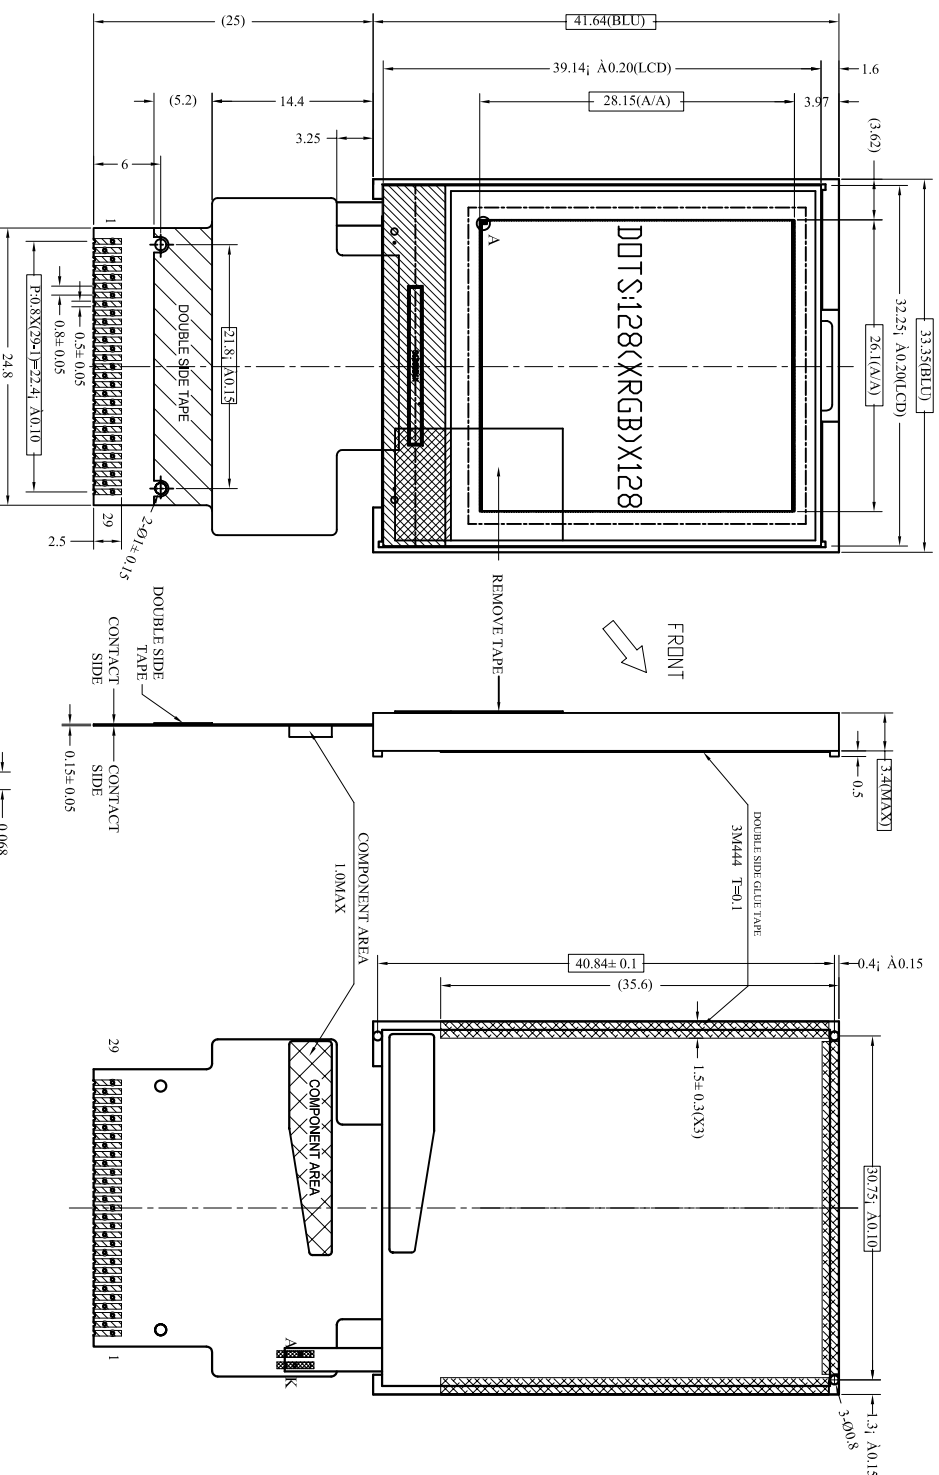 (25)
41.64(BLU)
39.14¡ À0.20(LCD)
1.6
(5.2)
14.4
28.15(A/A)
3.97
3.25
(3.62)
6
1
A
DOTS:128(XRGB)X128
32.25¡ À0.20(LCD)
33.35(BLU)
26.1(A/A)
DOUBLE SIDE TAPE
21.8¡ À0.15
P:0.8X(29-1)=22.4¡ À0.10
0.8± 0.05
0.5± 0.05
24.8
29
2.5
2-Ø1± 0.15
DOUBLE SIDE
TAPE
CONTACT
SIDE
REMOVE TAPE
FRONT
CONTACT
SIDE
0.15± 0.05
0.068
3.4(MAX)
0.5
COMPONENT AREA
1.0MAX
DOUBLE SIDE GLUE TAPE
3M444 T=0.1
40.84± 0.1
0.4¡ À0.15
(35.6)
29
COMPONENT AREA
1.5± 0.3(X3)
30.75¡ À0.10
1
A
K
3-Ø0.8
1.3¡ À0.15